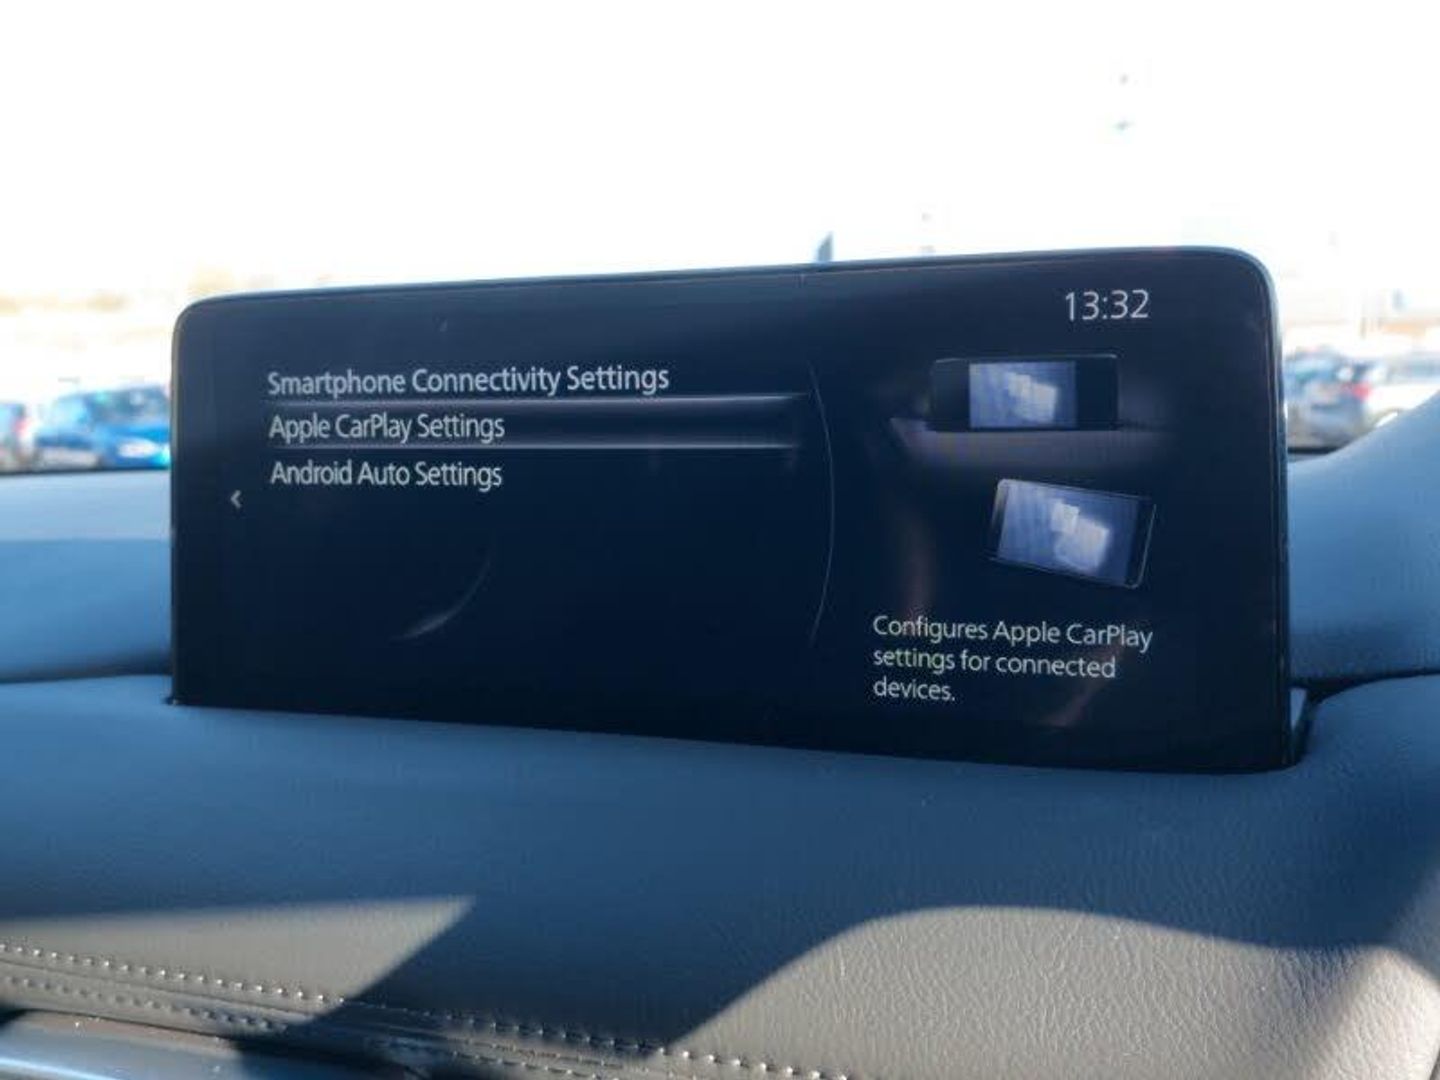 13:32
Smartphone Connectivity Settings
Apple CarPlay Settings
Android Auto Settings
Configures Apple CarPlay
settings for connected
devices.